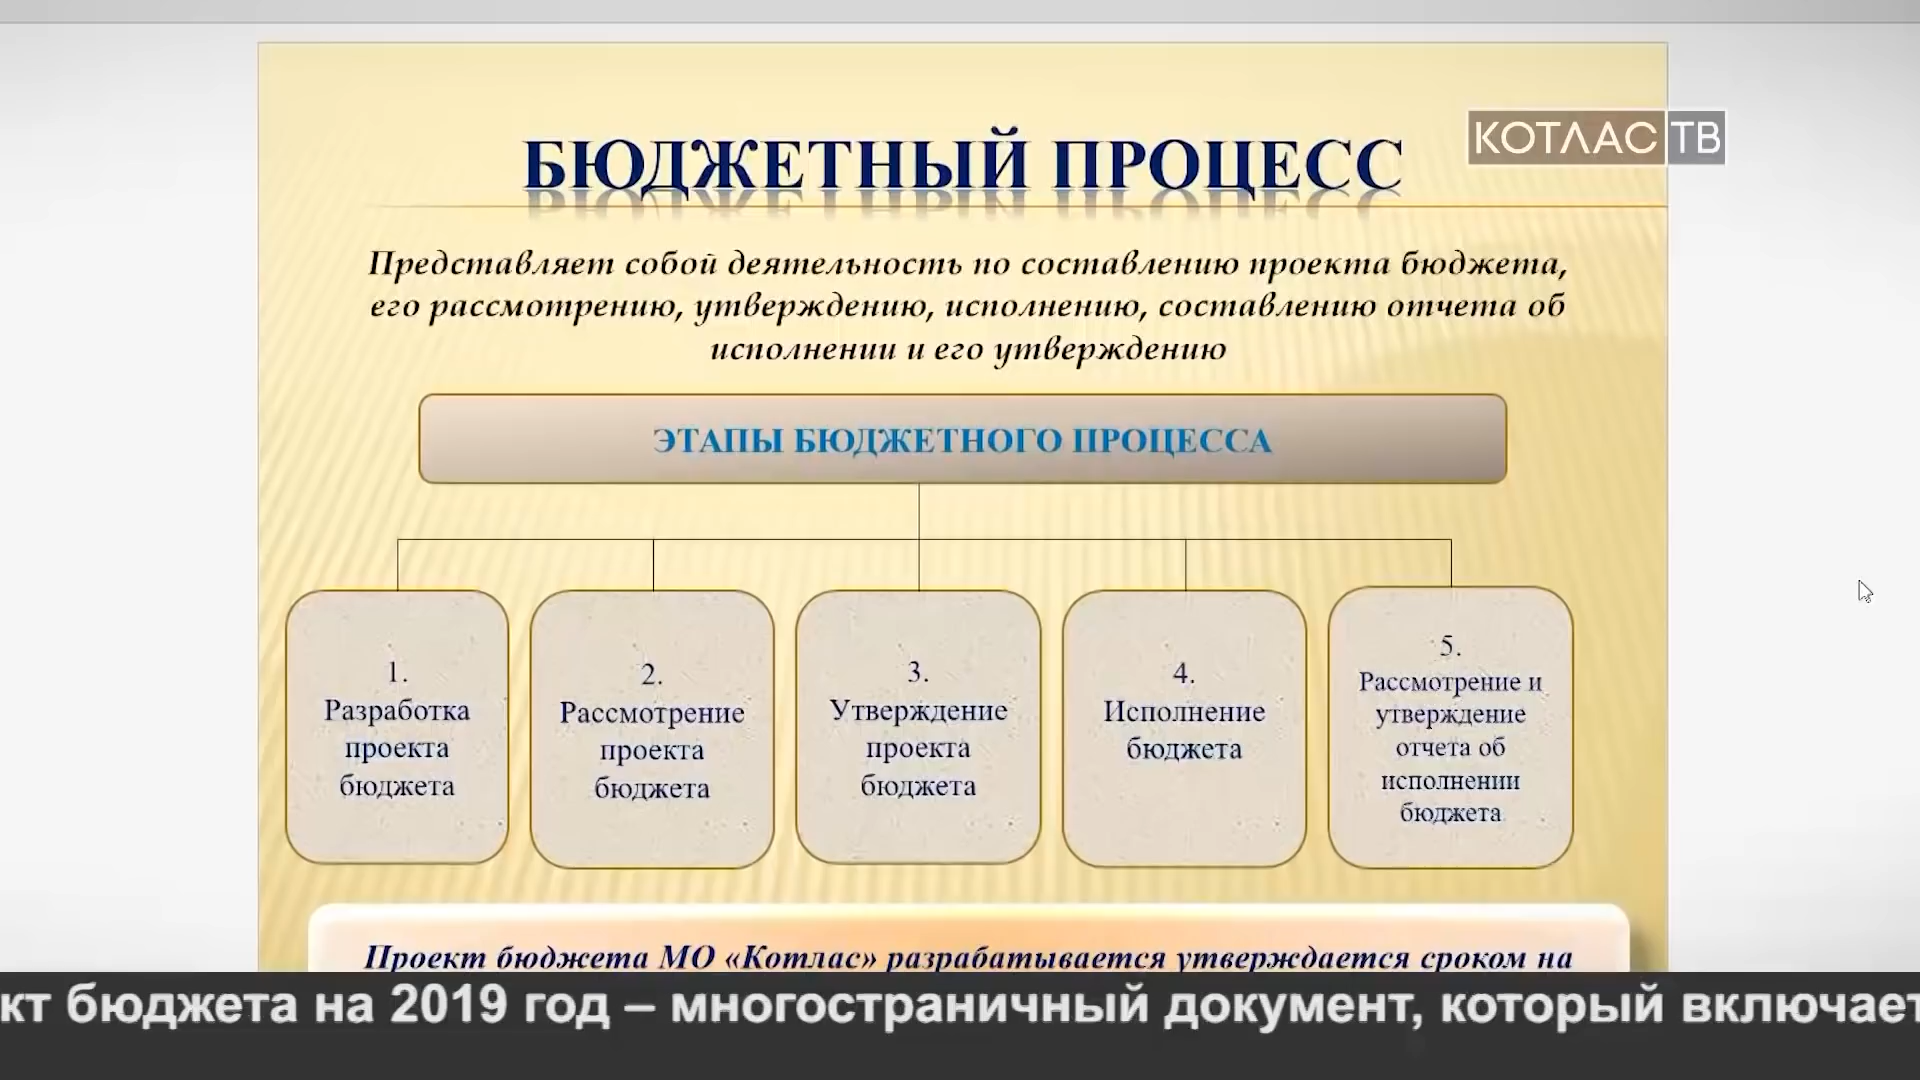 КОТЛАС ТВ
БЮДЖЕТНЫЙ ПРОЦЕСС
Представляет собой деятельность по составлению проекта бюджета,
его рассмотрению, утверждению, исполнению, составлению отчета об
исполнении и его утверждению
ЭТАПЫ БЮДЖЕТНОГО ПРОЦЕССА
1.
Разработка
проекта
бюджета
2.
Рассмотрение
проекта
бюджета
3.
Утверждение
проекта
бюджета
4.
Исполнение
бюджета
5.
Рассмотрение и
утверждение
отчета об
исполнении
бюджета
Проект бюджета МО «Котлас» разрабатывается утверждается сроком на
кт бюджета на 2019 год – многостраничный документ, который включает